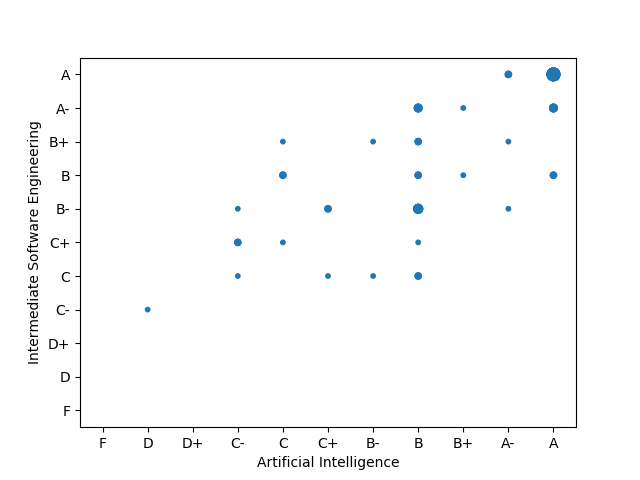 Intermediate Software Engineering
A
A-
B+
B
B-
C+
C
C-
D+
D
F
F D D+ C- C C+ B- B B+ A- A
Artificial Intelligence